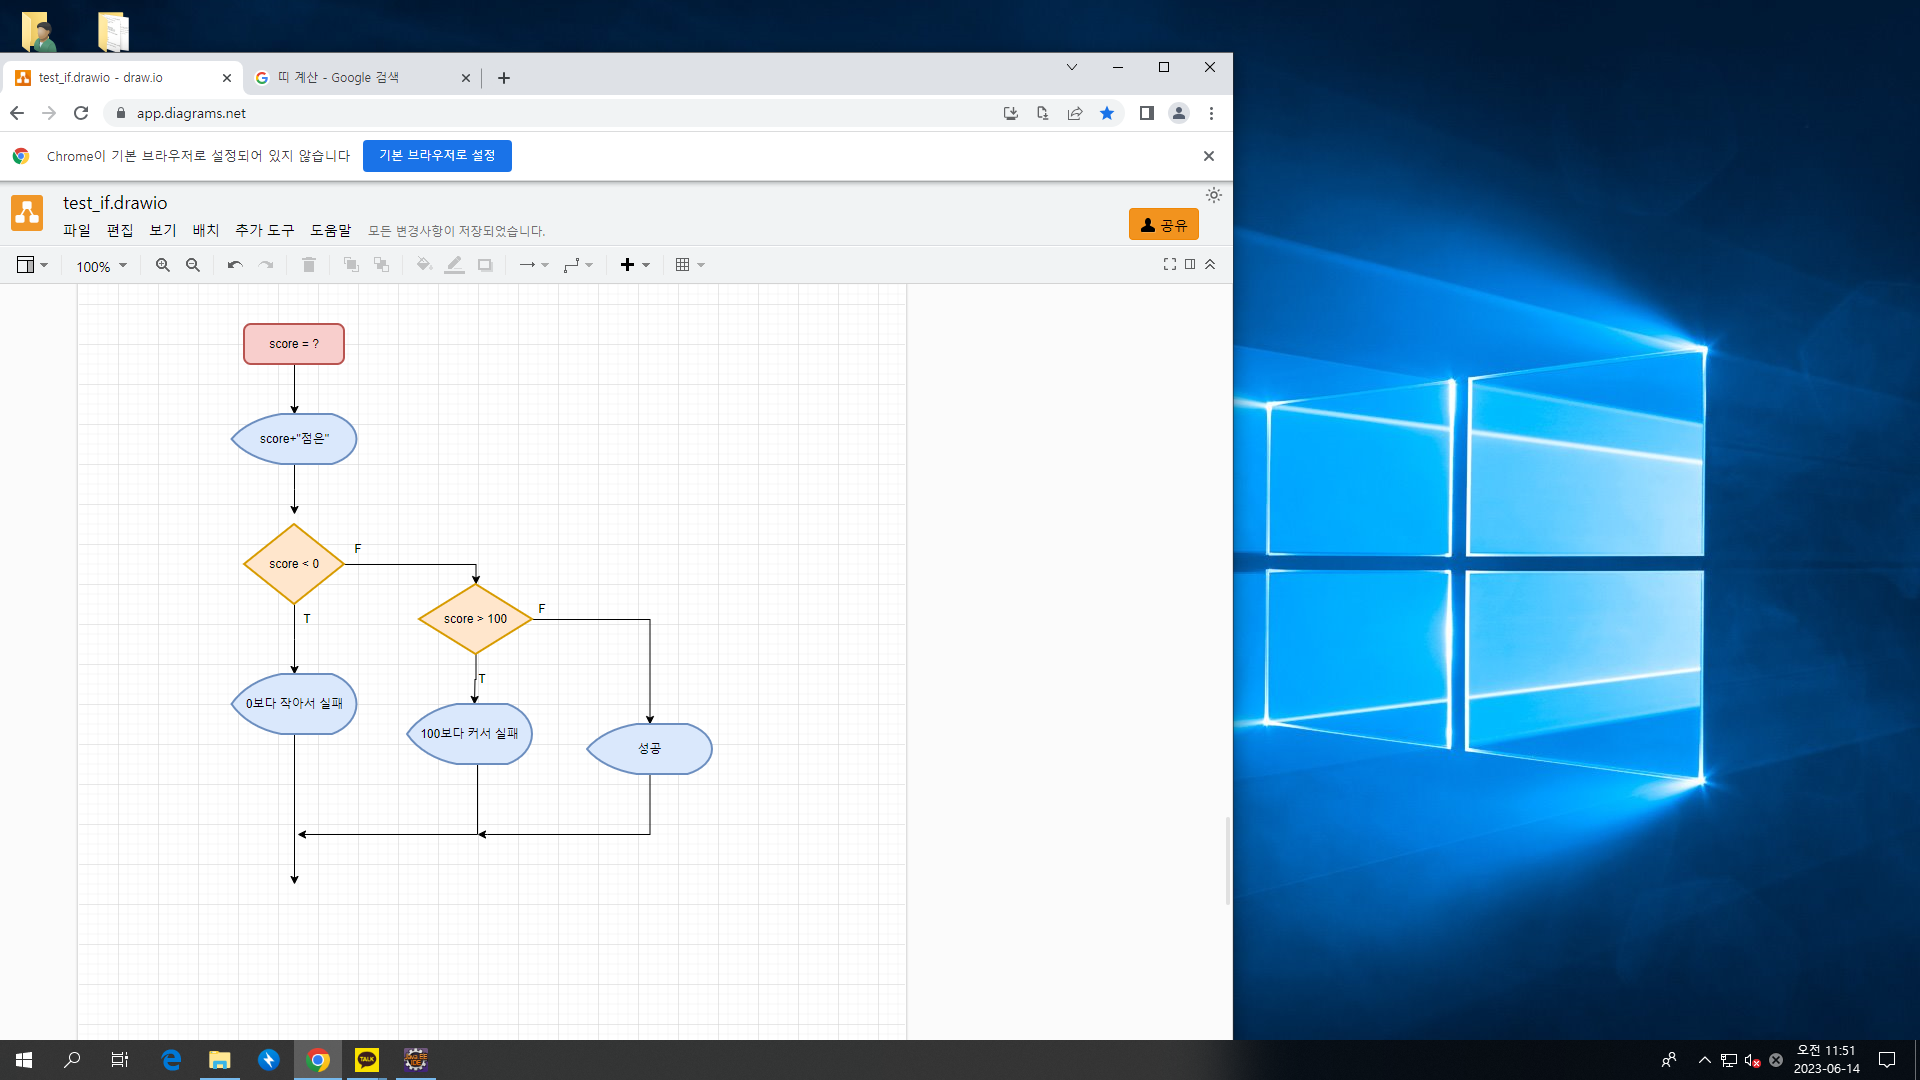 test_if.drawio - draw.io
띠 계산 - Google 검색
app.diagrams.net
Chrome이 기본 브라우저로 설정되어 있지 않습니다
기본 브라우저로 설정
test_if.drawio
파일 편집 보기 배치 추가 도구 도움말 모든 변경사항이 저장되었습니다.
공유
100%
score = ?
score+"점은"
score < 0
F
T
score > 100
F
T
0보다 작아서 실패
100보다 커서 실패
성공
TALK
오전 11:51
2023-06-14